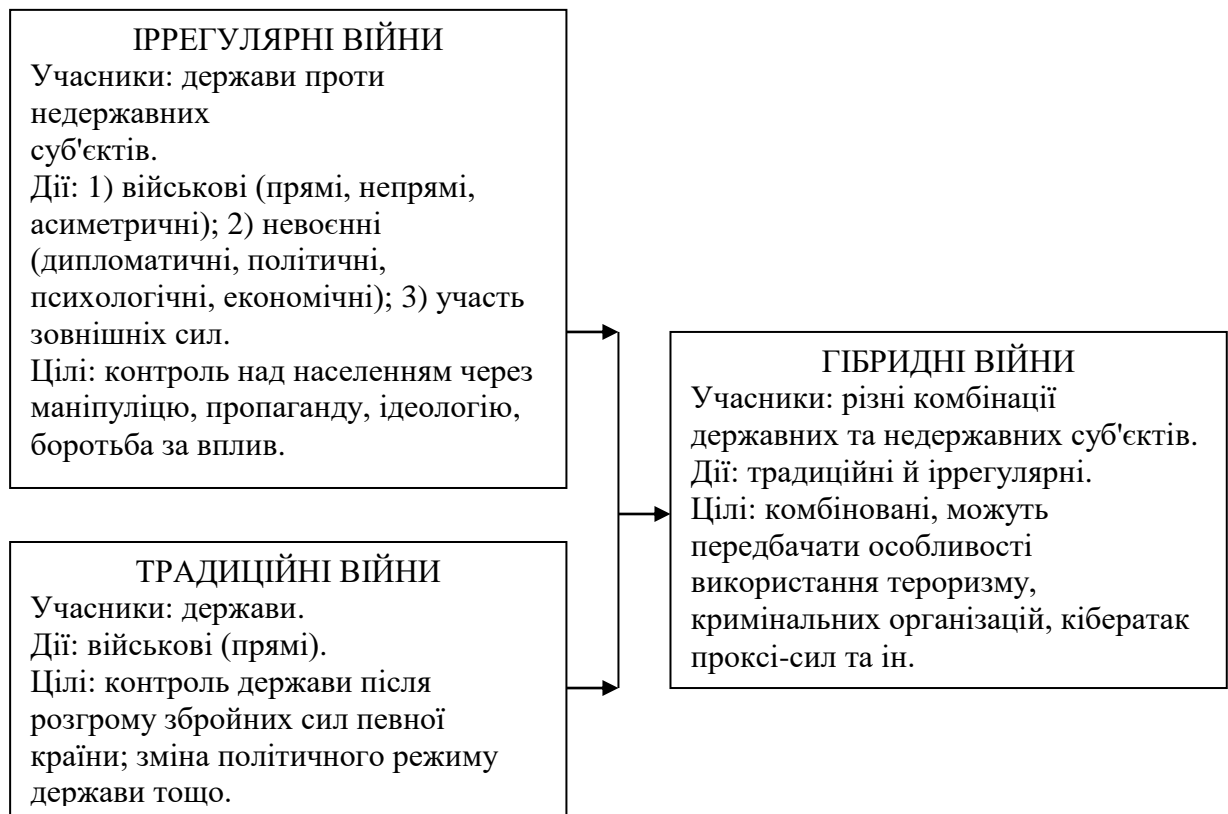 ІРРЕГУЛЯРНІ ВІЙНИ
Учасники: держави проти
недержавних
суб'єктів.
Дії: 1) військові (прямі, непрямі,
асиметричні); 2) невоєнні
(дипломатичні, політичні,
психологічні, економічні); 3) участь
зовнішніх сил.
Цілі: контроль над населенням через
маніпуліцю, пропаганду, ідеологію,
боротьба за вплив.
ТРАДИЦІЙНІ ВІЙНИ
Учасники: держави.
Дії: військові (прямі).
Цілі: контроль держави після
розгрому збройних сил певної
країни; зміна політичного режиму
держави тощо.
ГІБРИДНІ ВІЙНИ
Учасники: різні комбінації
державних та недержавних суб'єктів.
Дії: традиційні й іррегулярні.
Цілі: комбіновані, можуть
передбачати особливості
використання тероризму,
кримінальних організацій, кібератак
проксі-сил та ін.